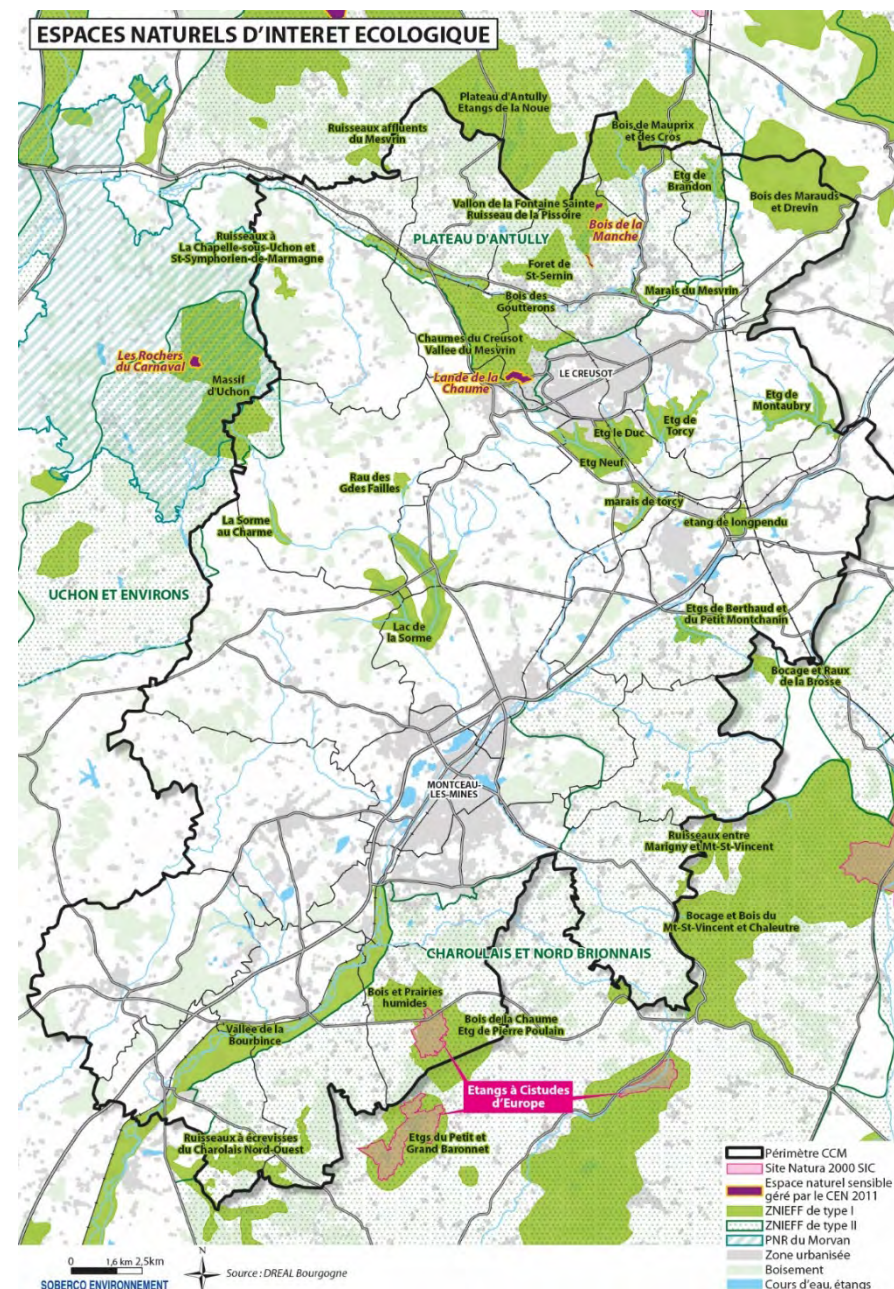 ESPACES NATURELS D'INTERET ECOLOGIQUE
Plateau d'Antully
Etangs de la Noue
Ruisseaux affluents
du Mesvrin
Bois de Mauprix
et des Cros
Etg de
Brandon
Bois des Marauds
et Drevin
Vallon de la Fontaine Sainte
Ruisseau de la Pissoire
Bois de la
Manche
PLATEAU D'ANTULLY
Ruisseaux à
La Chapelle-sous-Uchon et
St-Symphorien-de-Marmagne
Foret de
St-Sernin
Marais du Mesvrin
Bois des
Goutterons
Chaumes du Creusot
Vallee du Mesvrin
Les Rochers
du Carnaval
Massif
d'Uchon
Lande de la
Chaume
LE CREUSOT
Etg de
Montaubry
Etg de
Torcy
Etg le Duc
Etg Neuf
Rau des
Gdes Failles
marais de torcy
La Sorme
au Charme
etang de longpendu
UCHON ET ENVIRONS
Etgs de Berthaud et
du Petit Montchanin
Lac de
la Sorme
Bocage et Raux
de la Brosse
MONTCEAU-
LES-MINES
Ruisseaux entre
Marigny et Mt-St-Vincent
Bocage et Bois du
Mt-St-Vincent et Chaleutre
CHAROLLAIS ET NORD BRIONNAIS
Bois et Prairies
humides
Bois de la Chaume
Etg de Pierre Poulain
Vallee de la
Bourbince
Etangs à Cistudes
d'Europe
Ruisseaux à écrevisses
du Charolais Nord-Ouest
Etgs du Petit et
Grand Baronnet
Périmètre CCM
Site Natura 2000 SIC
Espace naturel sensible
géré par le CEN 2011
ZNIEFF de type I
ZNIEFF de type II
PNR du Morvan
Zone urbanisée
Boisement
Cours d'eau, étangs
0 1,6 km 2,5km
N
SOBERCO ENVIRONNEMENT
Source : DREAL Bourgogne